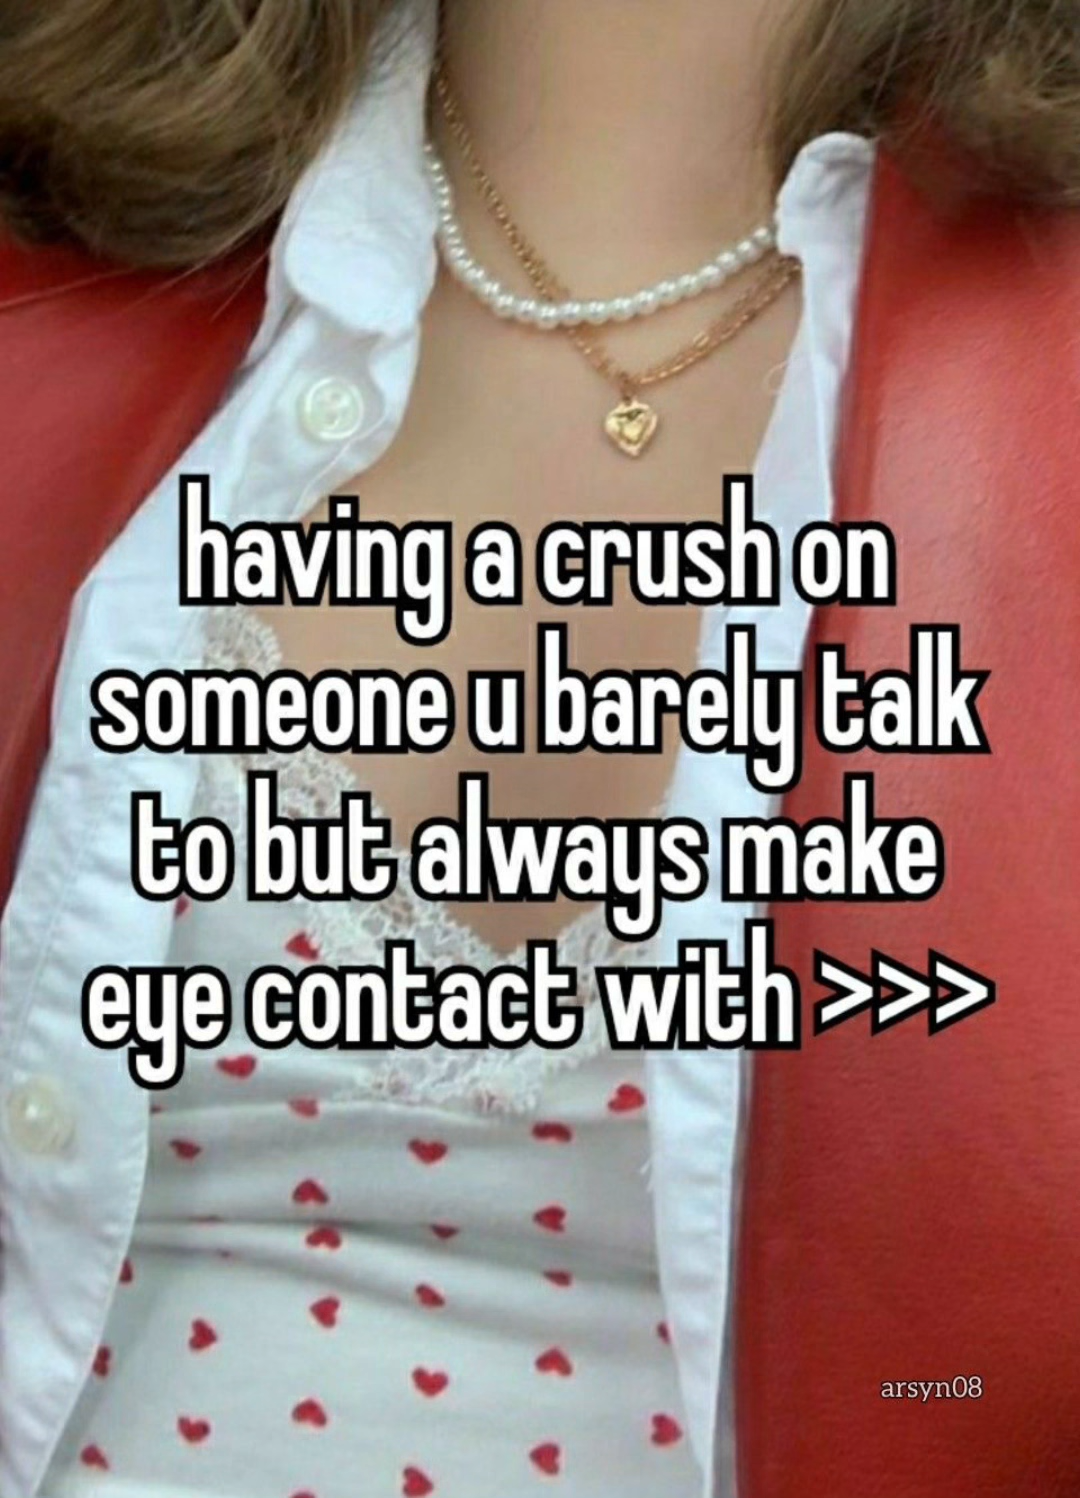 having a crush on
someone u barely talk
to but always make
eye contact with >>>
arsyn08